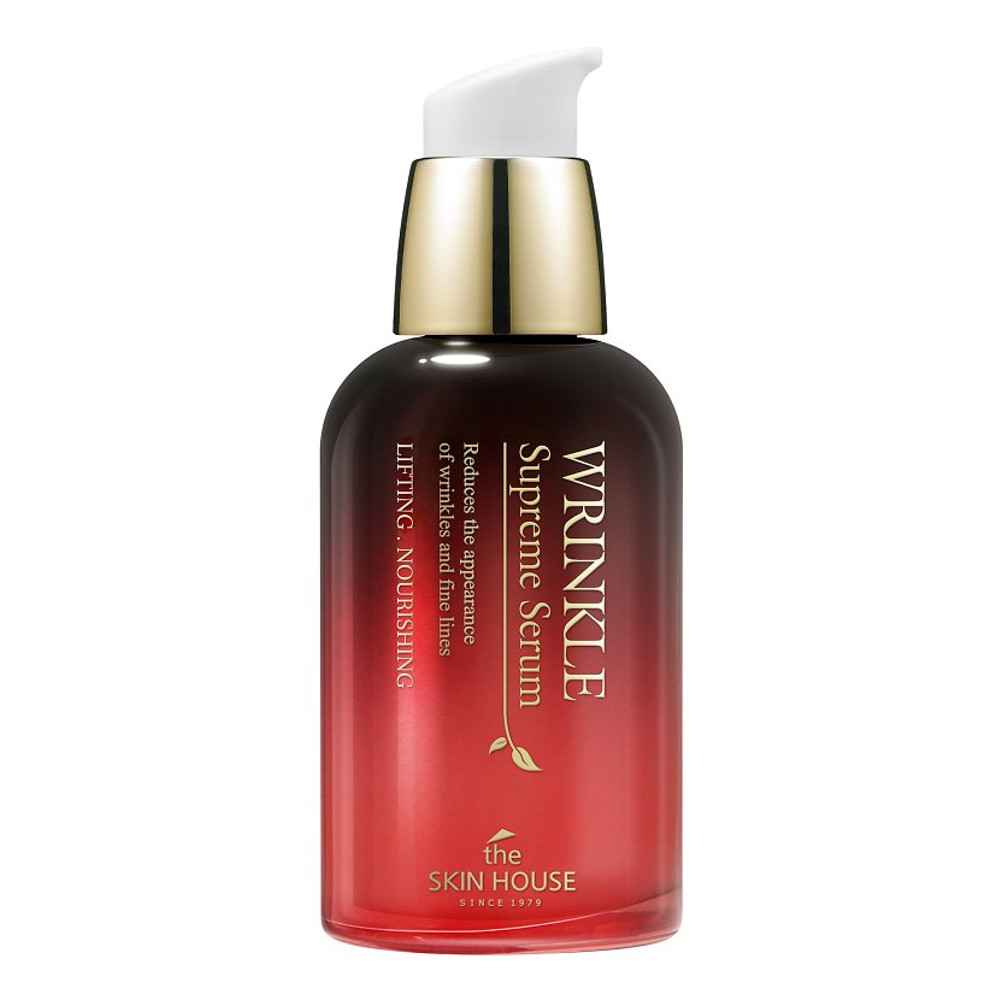 WRINKLE
Supreme Serum
Reduces the appearance
of wrinkles and fine lines
LIFTING . NOURISHING
the
SKIN HOUSE
SINCE 1979